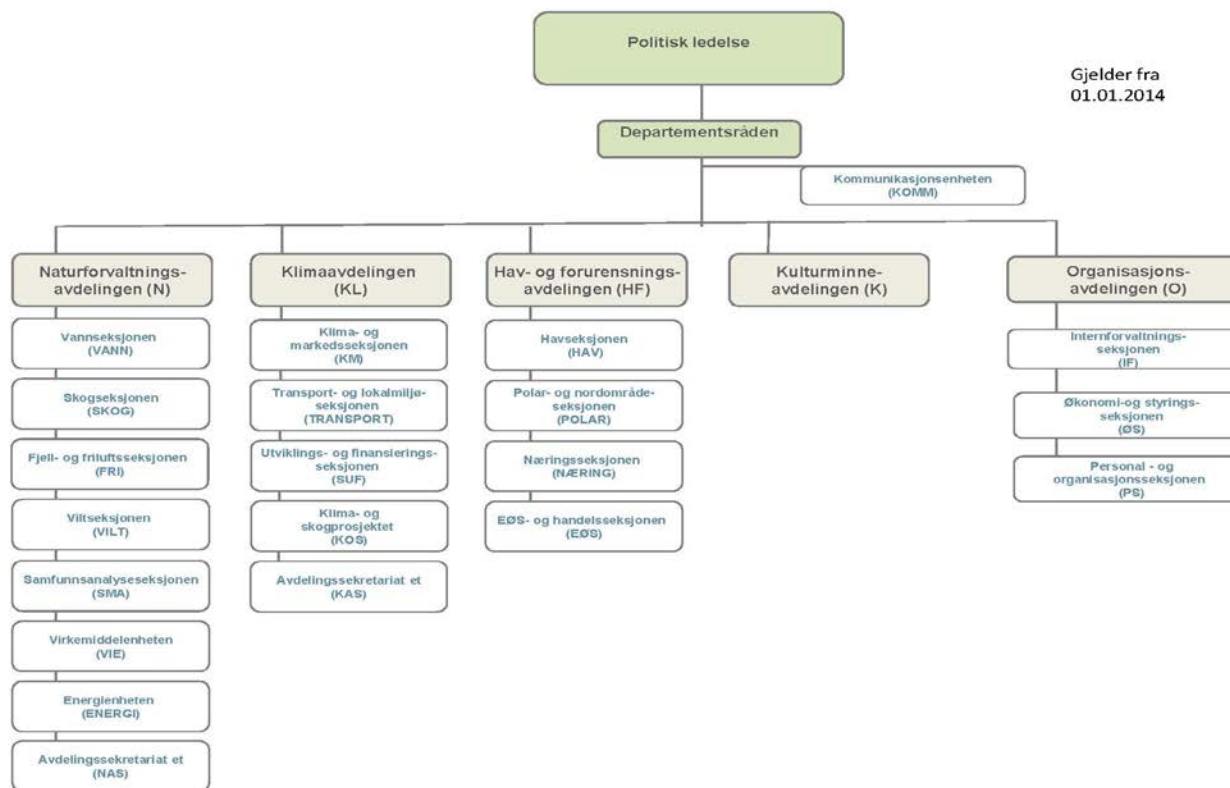 Politisk ledelse
Gjelder fra
01.01.2014
Departementsråden
Kommunikasjonsenheten
(KOMM)
Naturforvaltnings-
avdelingen (N)
Vannseksjonen
(VANN)
Skogseksjonen
(SKOG)
Fjell- og friluftsseksjonen
(FRI)
Viltseksjonen
(VILT)
Samfunnsanalyseseksjonen
(SMA)
Virkemiddelenheten
(VIE)
Energienheten
(ENERGI)
Avdelingssekretariat et
(NAS)
Klimaavdelingen
(KL)
Klima- og
markedsseksjonen
(KM)
Transport- og lokalmiljø-
seksjonen
(TRANSPORT)
Utviklings- og finansierings-
seksjonen
(SUF)
Klima- og
skogprosjektet
(KOS)
Avdelingssekretariat et
(KAS)
Hav- og forurensnings-
avdelingen (HF)
Havseksjonen
(HAV)
Polar- og nordområde-
seksjonen
(POLAR)
Næringsseksjonen
(NÆRING)
EØS- og handelsseksjonen
(EØS)
Kulturminne-
avdelingen (K)
Organisasjons-
avdelingen (O)
Internforvaltnings-
seksjonen
(IF)
Økonomi-og styrings-
seksjonen
(ØS)
Personal - og
organisasjonsseksjonen
(PS)